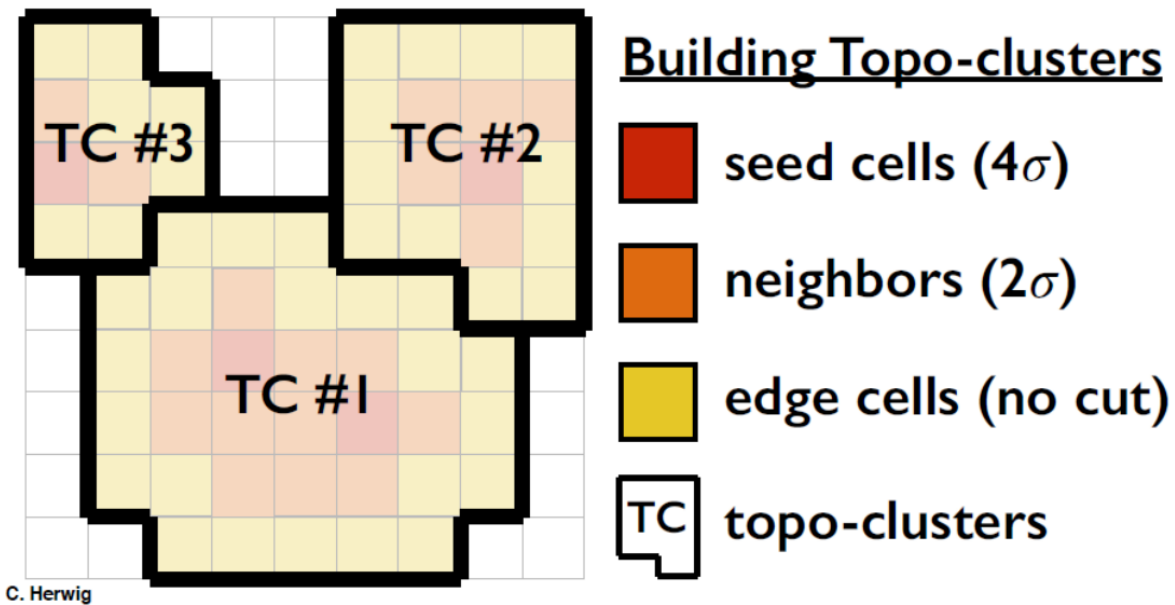 Building Topo-clusters
TC #3
TC #2
seed cells (4σ)
neighbors (2σ)
TC #1
edge cells (no cut)
TC
topo-clusters
C. Herwig